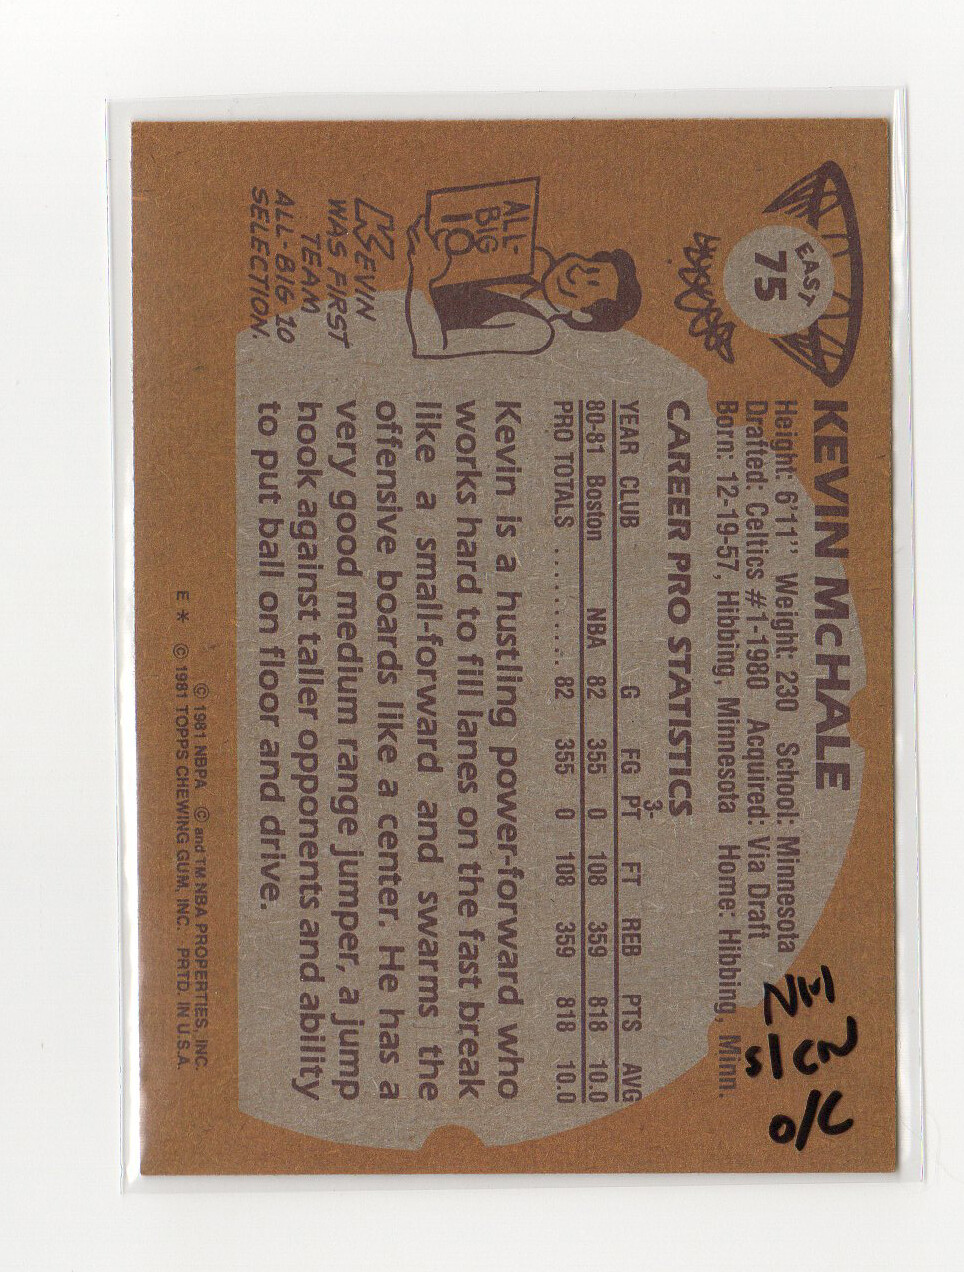 EAST
75
KEVIN McHALE
Height: 6'11" Weight: 230 School: Minnesota
Drafted: Celtics #1-1980 Acquired: Via Draft
Born: 12-19-57, Hibbing, Minnesota Home: Hibbing, Minn.
CAREER PRO STATISTICS
YEAR CLUB G FG 3-PT FT REB PTS AVG
80-81 Boston NBA 82 355 0 108 359 818 10.0
PRO TOTALS .......... 82 355 0 108 359 818 10.0
ALL-
BIG
10
KEVIN
WAS FIRST
TEAM
ALL-BIG 10
SELECTION.
Kevin is a hustling power-forward who
works hard to fill lanes on the fast break
like a small-forward and swarms the
offensive boards like a center. He has a
very good medium range jumper, a jump
hook against taller opponents and ability
to put ball on floor and drive.
© 1981 NBPA © and TM NBA PROPERTIES, INC.
E * © 1981 TOPPS CHEWING GUM, INC. PRTD. IN U.S.A.